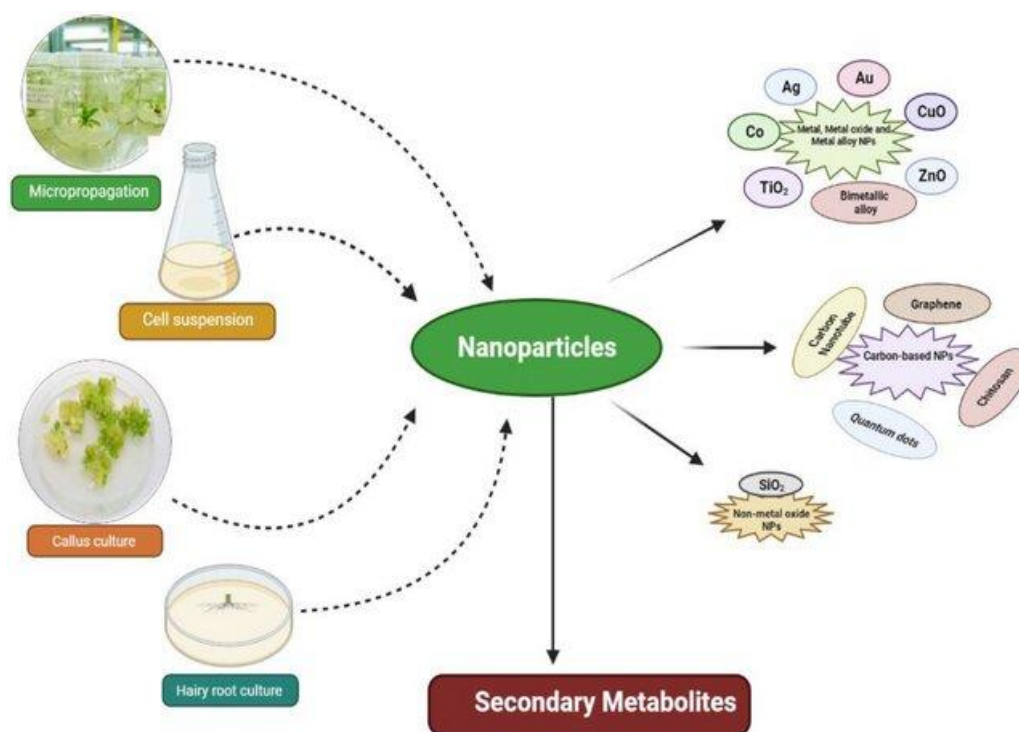 Micropropagation
Cell suspension
Callus culture
Hairy root culture
Nanoparticles
Secondary Metabolites
Ag
Au
CuO
Co
Metal, Metal oxide and
Metal alloy NPs
ZnO
TiO₂
Bimetallic
alloy
Carbon
Nanotube
Graphene
Carbon-based NPs
Chitosan
Quantum dots
SiO₂
Non-metal oxide
NPs